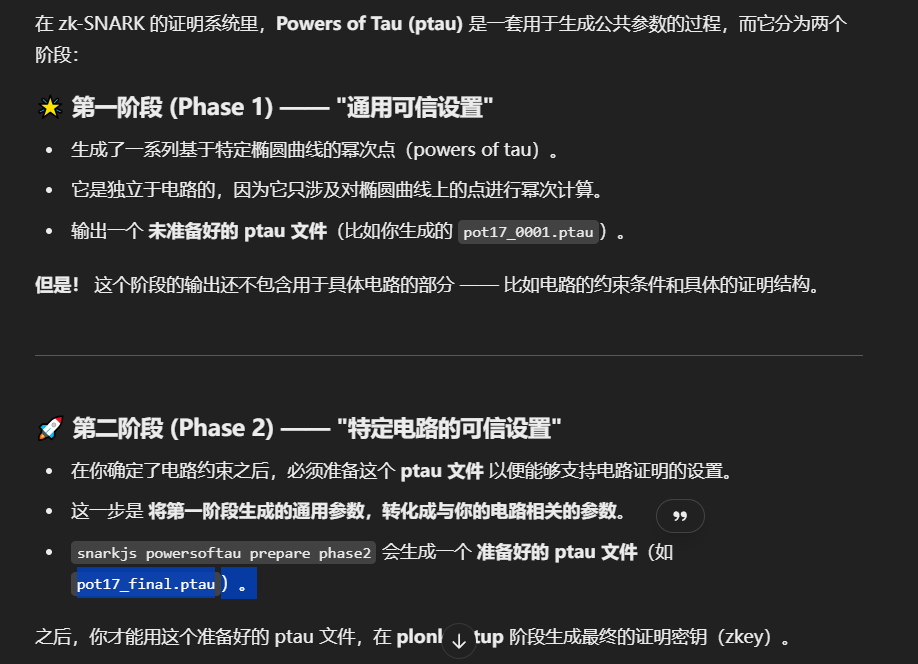 在 zk-SNARK 的证明系统里，Powers of Tau (ptau) 是一套用于生成公共参数的过程，而它分为两个
阶段：
🌟 第一阶段 (Phase 1) —— "通用可信设置"
• 生成了一系列基于特定椭圆曲线的幂次点（powers of tau）。
• 它是独立于电路的，因为它只涉及对椭圆曲线上的点进行幂次计算。
• 输出一个 未准备好的 ptau 文件（比如你生成的 pot17_0001.ptau）。
但是！ 这个阶段的输出还不包含用于具体电路的部分 —— 比如电路的约束条件和具体的证明结构。
🚀 第二阶段 (Phase 2) —— "特定电路的可信设置"
• 在你确定了电路约束之后，必须准备这个 ptau 文件 以便能够支持电路证明的设置。
• 这一步是 将第一阶段生成的通用参数，转化成与你的电路相关的参数。
• snarkjs powersoftau prepare phase2 会生成一个 准备好的 ptau 文件（如
pot17_final.ptau）。
之后，你才能用这个准备好的 ptau 文件，在 plonk tup 阶段生成最终的证明密钥（zkey）。